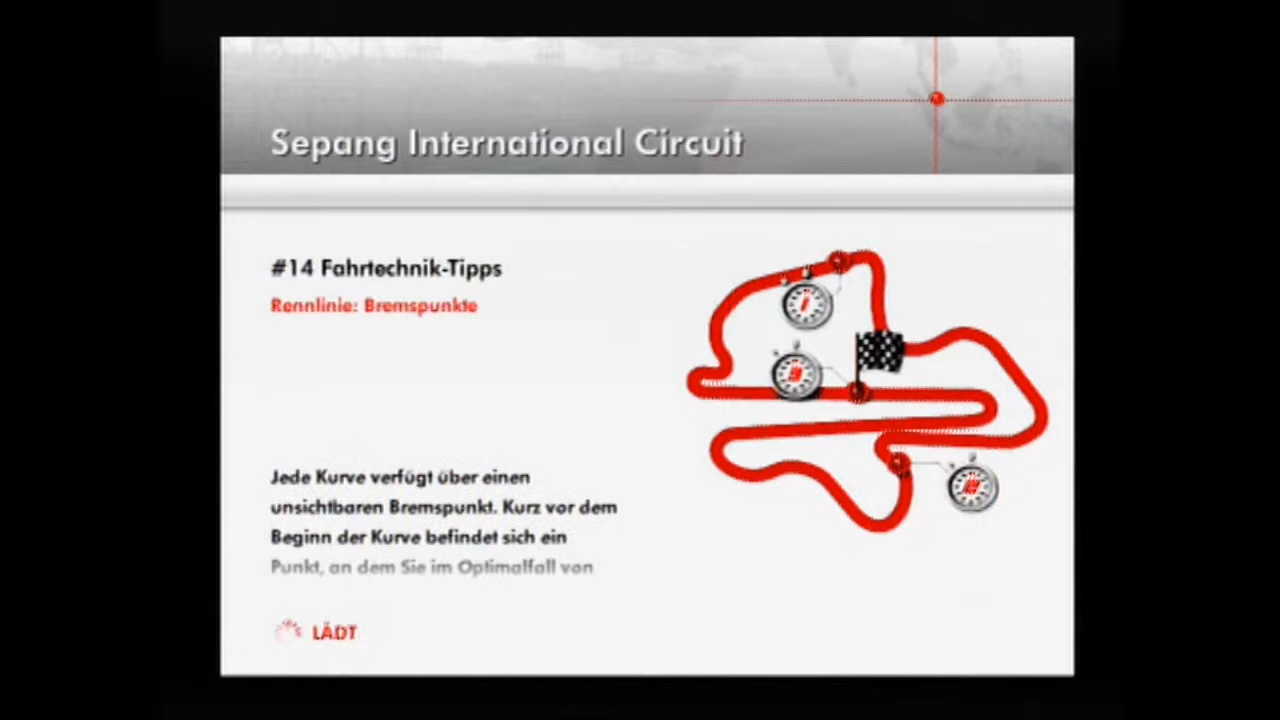 Sepang International Circuit
#14 Fahrtechnik-Tipps
Rennlinie: Bremspunkte
Jede Kurve verfügt über einen
unsichtbaren Bremspunkt. Kurz vor dem
Beginn der Kurve befindet sich ein
Punkt, an dem Sie im Optimalfall von
LÄDT